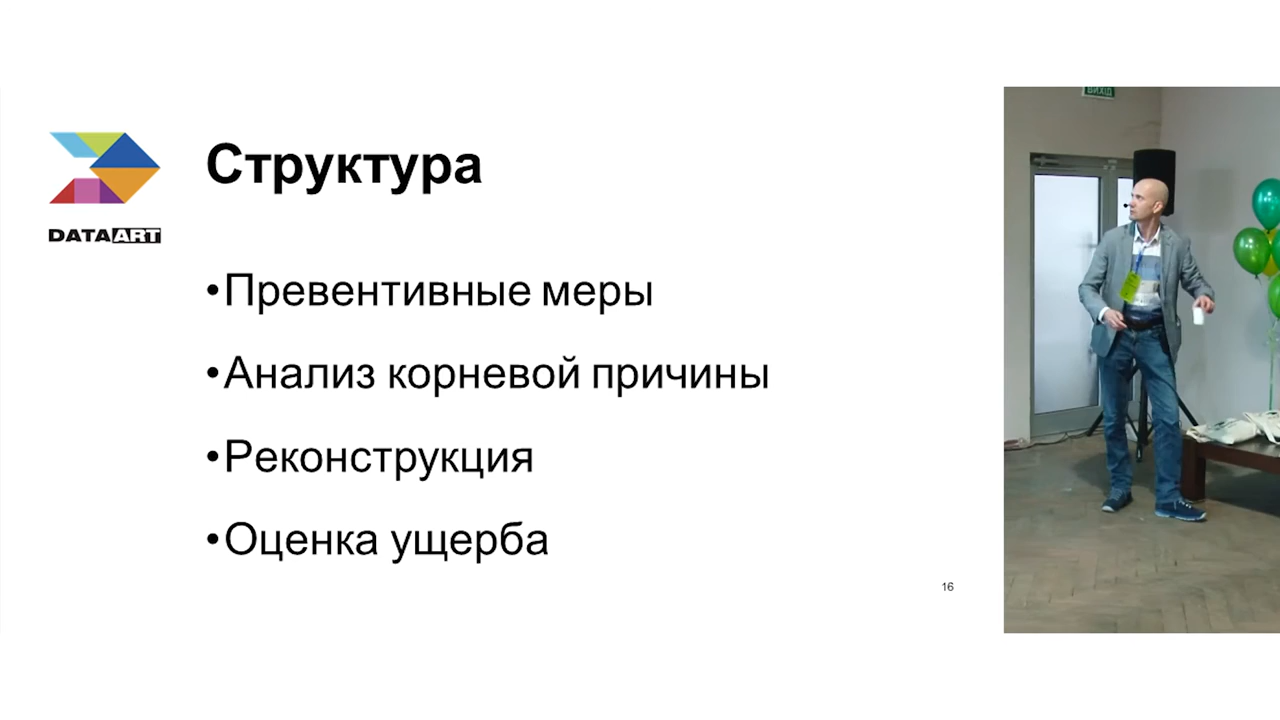 DATAART
Структура
•Превентивные меры
•Анализ корневой причины
•Реконструкция
•Оценка ущерба
16
ВИХІД